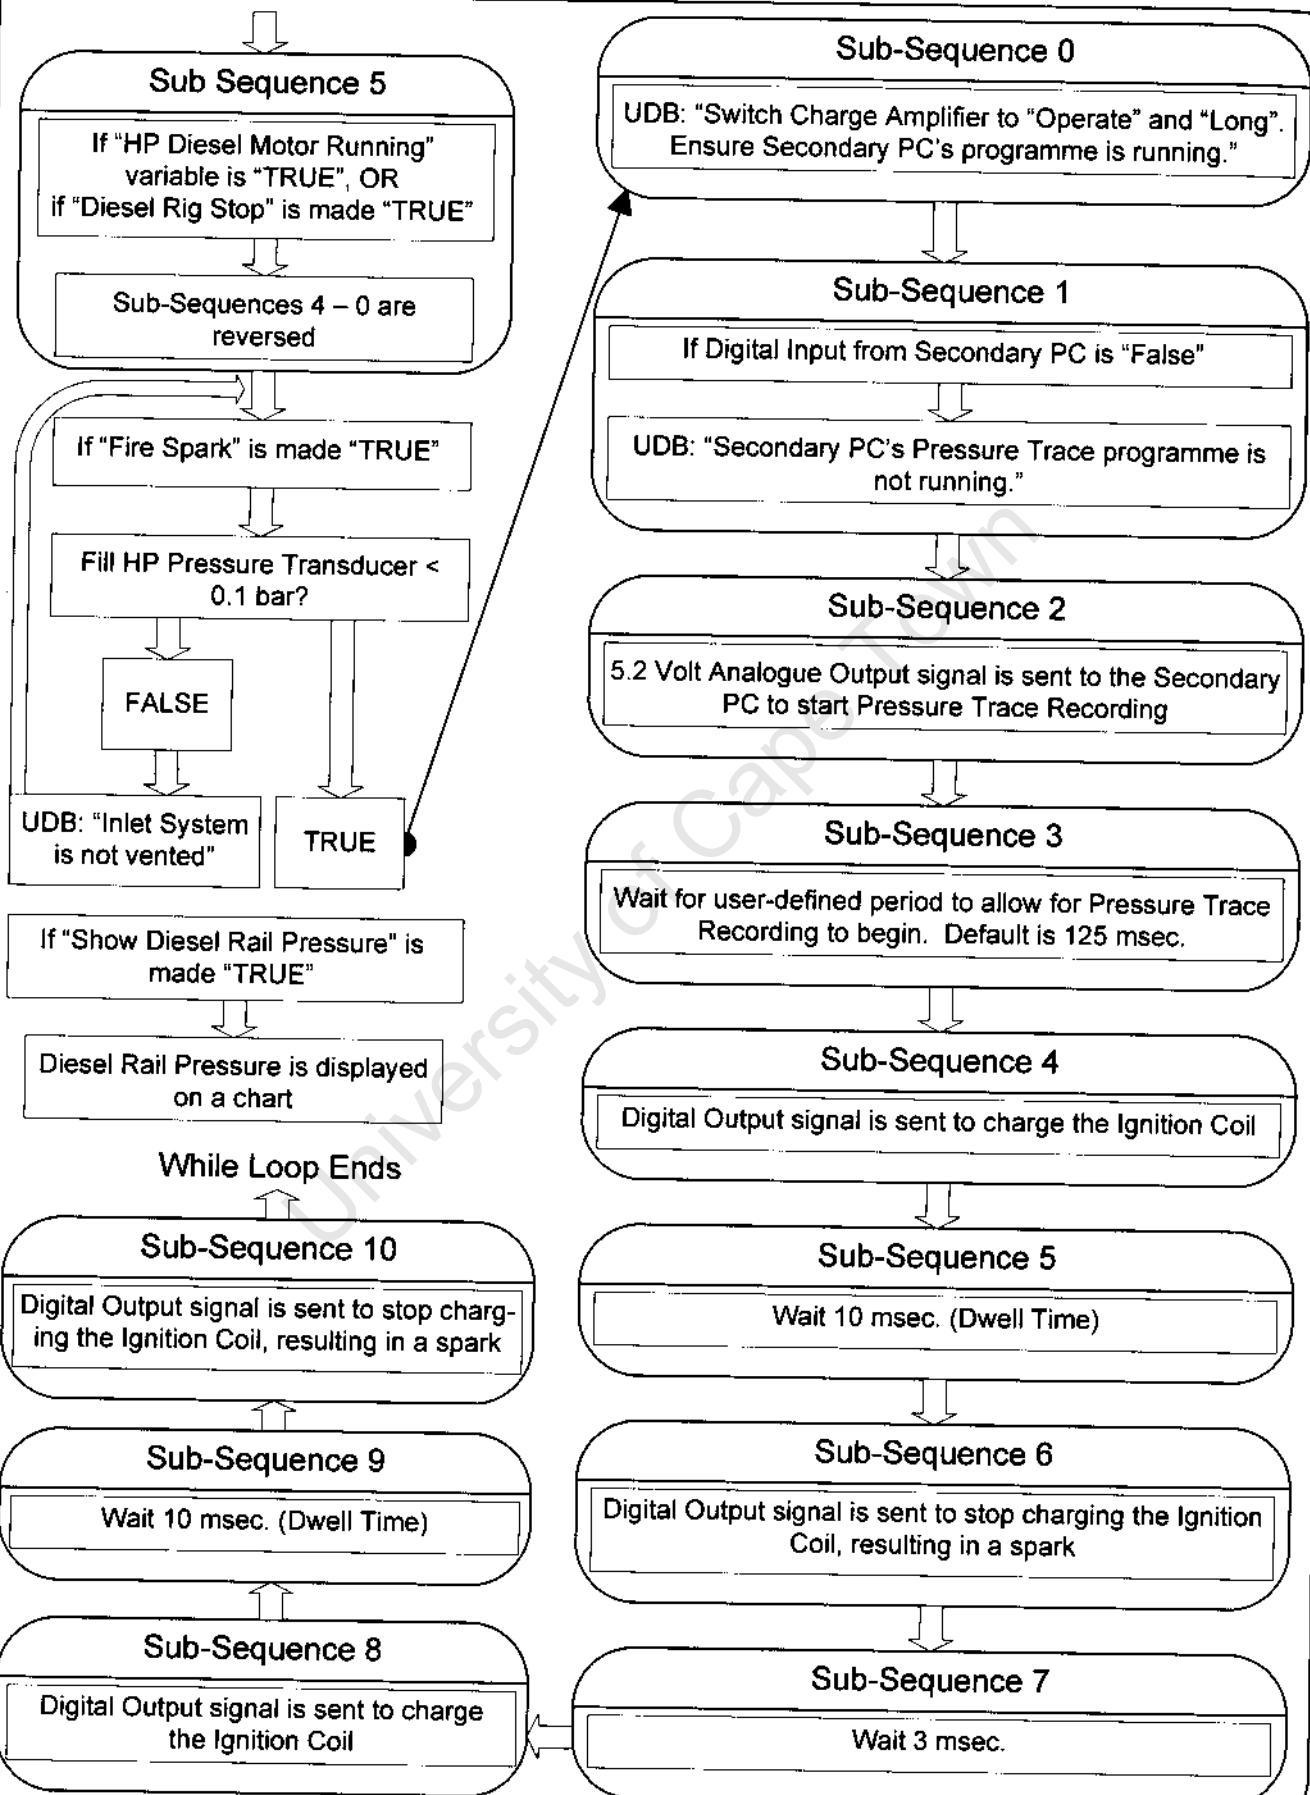 Sub Sequence 5
If “HP Diesel Motor Running”
variable is “TRUE”, OR
if “Diesel Rig Stop” is made “TRUE”
Sub-Sequences 4 – 0 are
reversed
If “Fire Spark” is made “TRUE”
Fill HP Pressure Transducer <
0.1 bar?
FALSE
UDB: “Inlet System
is not vented”
TRUE
If “Show Diesel Rail Pressure” is
made “TRUE”
Diesel Rail Pressure is displayed
on a chart
Sub-Sequence 0
UDB: “Switch Charge Amplifier to “Operate” and “Long”.
Ensure Secondary PC’s programme is running.”
Sub-Sequence 1
If Digital Input from Secondary PC is “False”
UDB: “Secondary PC’s Pressure Trace programme is
not running.”
Sub-Sequence 2
5.2 Volt Analogue Output signal is sent to the Secondary
PC to start Pressure Trace Recording
Sub-Sequence 3
Wait for user-defined period to allow for Pressure Trace
Recording to begin. Default is 125 msec.
Sub-Sequence 4
Digital Output signal is sent to charge the Ignition Coil
Sub-Sequence 5
Wait 10 msec. (Dwell Time)
Sub-Sequence 6
Digital Output signal is sent to stop charging the Ignition
Coil, resulting in a spark
Sub-Sequence 7
Wait 3 msec.
Sub-Sequence 8
Digital Output signal is sent to charge
the Ignition Coil
Sub-Sequence 9
Wait 10 msec. (Dwell Time)
Sub-Sequence 10
Digital Output signal is sent to stop charg-
ing the Ignition Coil, resulting in a spark
While Loop Ends
University of Cape Town